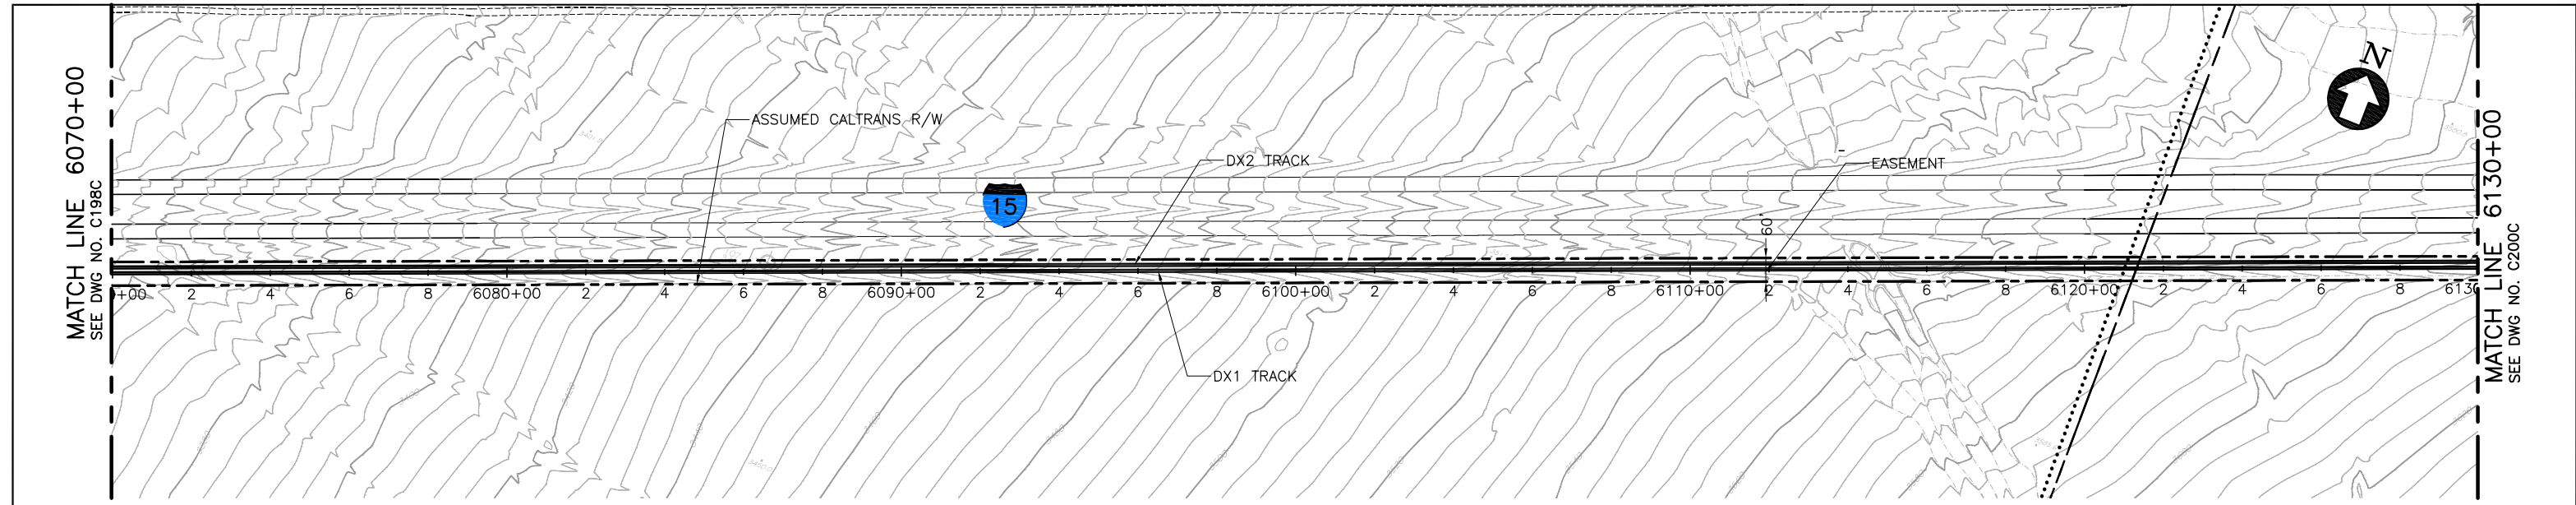 MATCH LINE 6070+00
SEE DWG NO. C198C
ASSUMED CALTRANS R/W
DX2 TRACK
EASEMENT
N
15
60'
0+00 2 4 6 8 6080+00 2 4 6 8 6090+00 2 4 6 8 6100+00 2 4 6 8 6110+00 2 4 6 8 6120+00 2 4 6 8 6130
DX1 TRACK
MATCH LINE 6130+00
SEE DWG NO. C200C